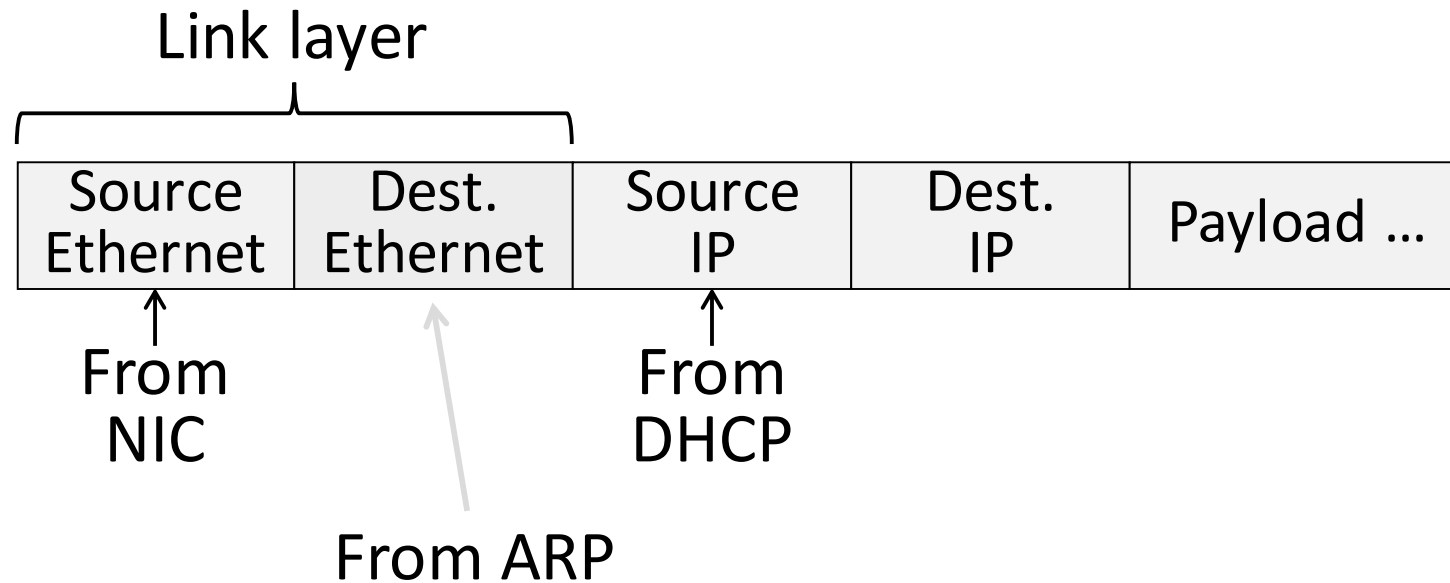 Link layer
Source
Ethernet
Dest.
Ethernet
Source
IP
Dest.
IP
Payload ...
From
NIC
From
DHCP
From ARP